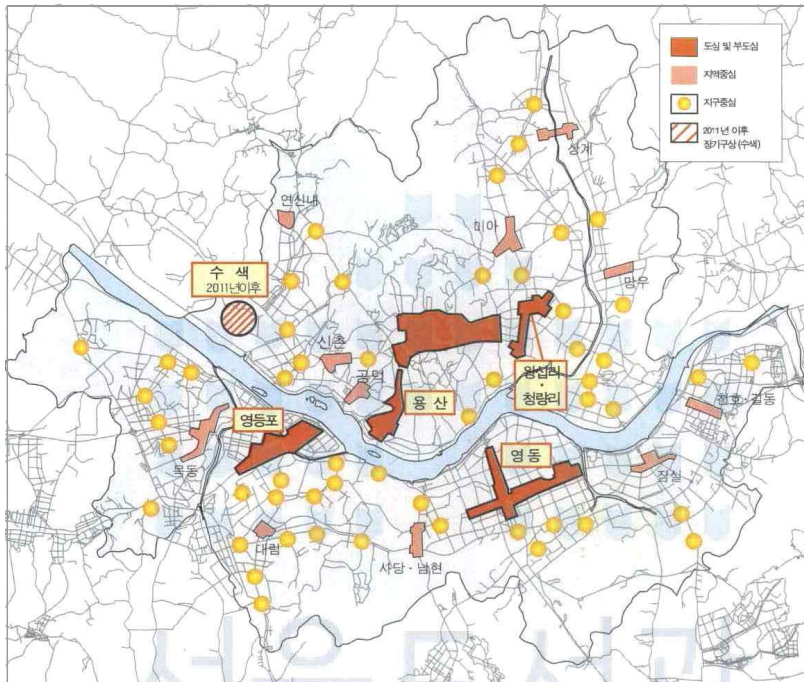 도심 및 부도심
지역중심
지구중심
2011년 이후
장기구상 (수색)
상계
연신내
미아
수 색
2011년이후
망우
신촌
공덕
왕십리
·
청량리
용 산
영등포
천호·길동
목동
영동
잠실
대림
사당·남현